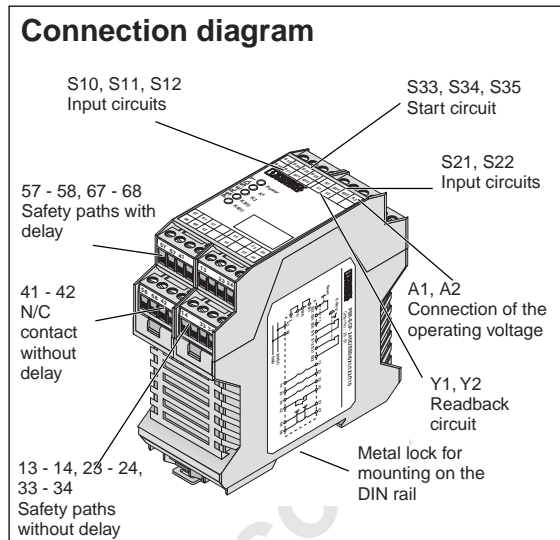 Connection diagram
S10, S11, S12
Input circuits
S33, S34, S35
Start circuit
S21, S22
Input circuits
57 - 58, 67 - 68
Safety paths with
delay
41 - 42
N/C
contact
without
delay
A1, A2
Connection of the
operating voltage
Y1, Y2
Readback
circuit
Metal lock for
mounting on the
DIN rail
13 - 14, 23 - 24,
33 - 34
Safety paths
without delay